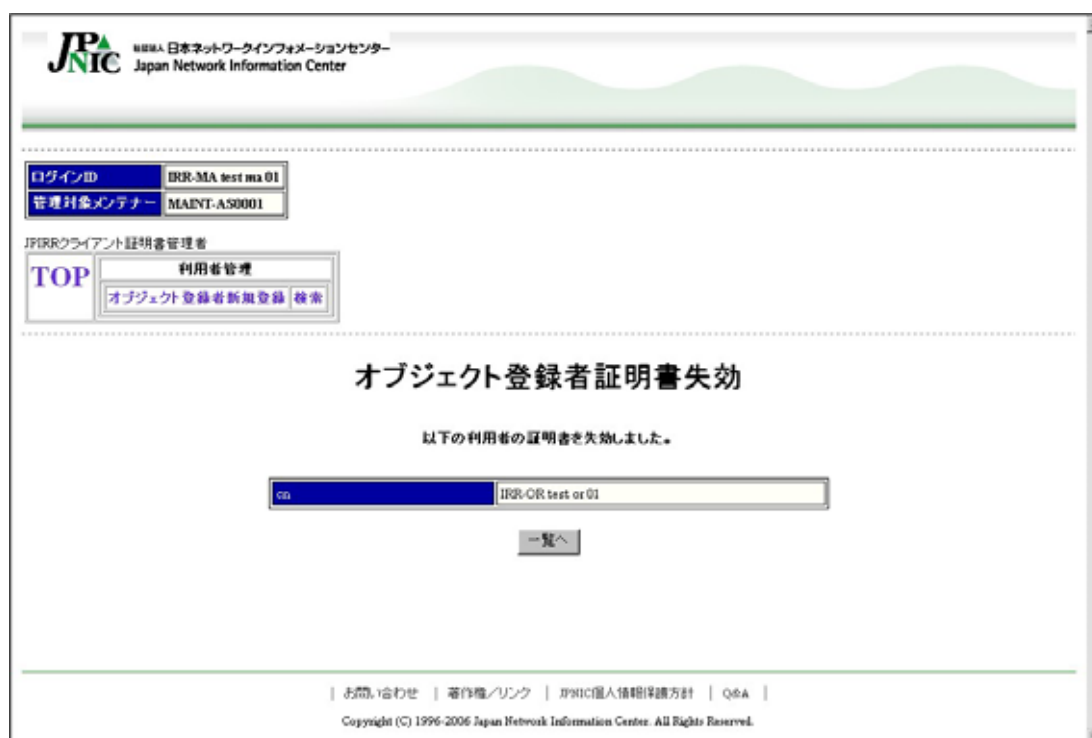 JPNIC
社団法人 日本ネットワークインフォメーションセンター
Japan Network Information Center
ログインID IRR-MA test ma 01
管理対象メンテナー MAINT-AS0001
JPIRRクライアント証明書管理者
TOP 利用者管理
オブジェクト登録者新規登録 検索
オブジェクト登録者証明書失効
以下の利用者の証明書を失効しました。
cn IRR-OR test or 01
一覧へ
| お問い合わせ | 著作権/リンク | JPNIC個人情報保護方針 | Q&A |
Copyright (C) 1996-2006 Japan Network Information Center. All Rights Reserved.